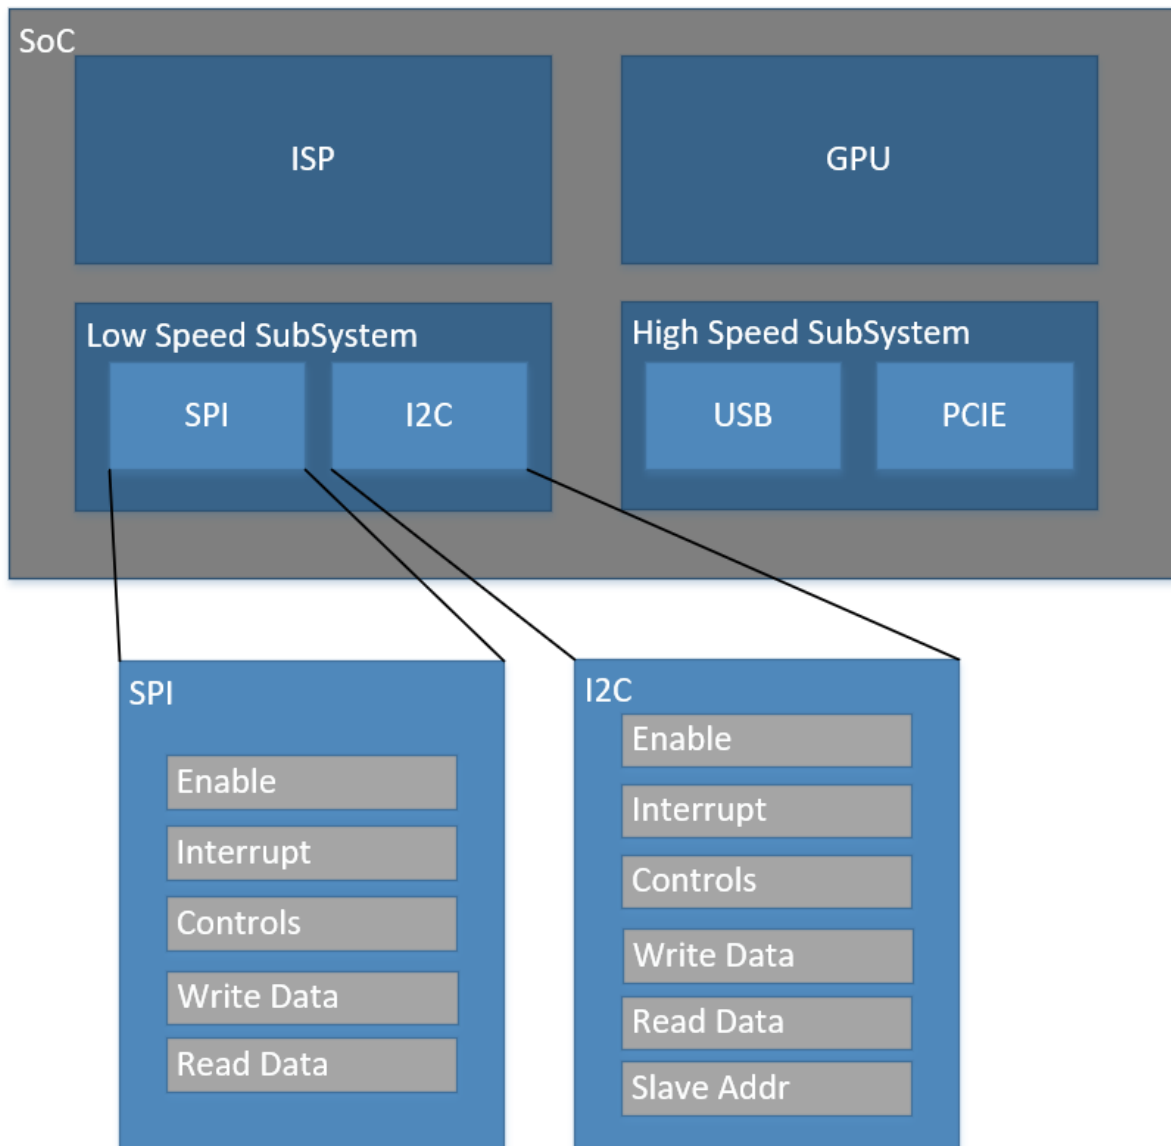 SoC
ISP
GPU
Low Speed SubSystem
High Speed SubSystem
SPI
I2C
USB
PCIE
SPI
Enable
Interrupt
Controls
Write Data
Read Data
I2C
Enable
Interrupt
Controls
Write Data
Read Data
Slave Addr